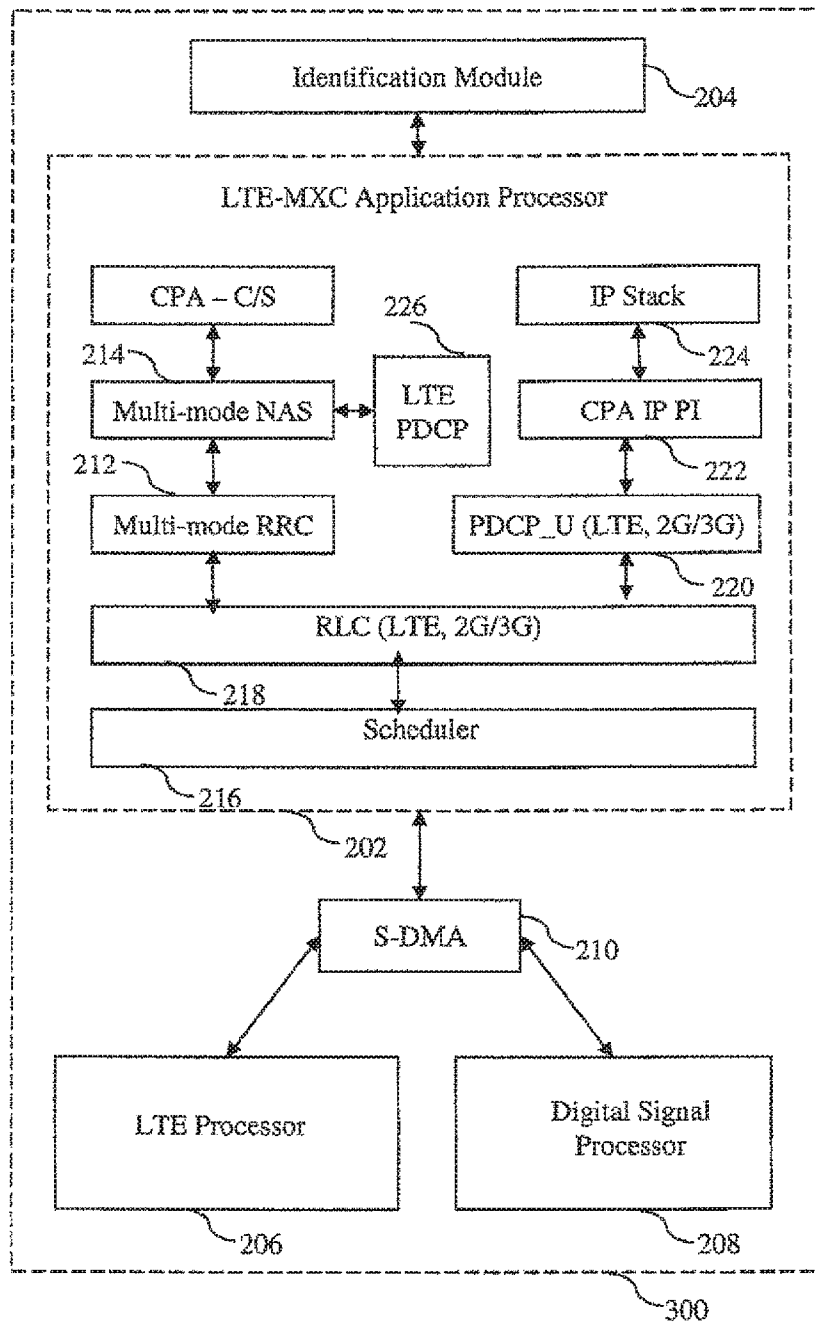 Identification Module
204
LTE-MXC Application Processor
CPA – C/S
IP Stack
226
214
224
LTE
PDCP
Multi-mode NAS
CPA IP PI
212
222
Multi-mode RRC
PDCP_U (LTE, 2G/3G)
220
RLC (LTE, 2G/3G)
218
Scheduler
216
202
S-DMA
210
LTE Processor
Digital Signal
Processor
206
208
300